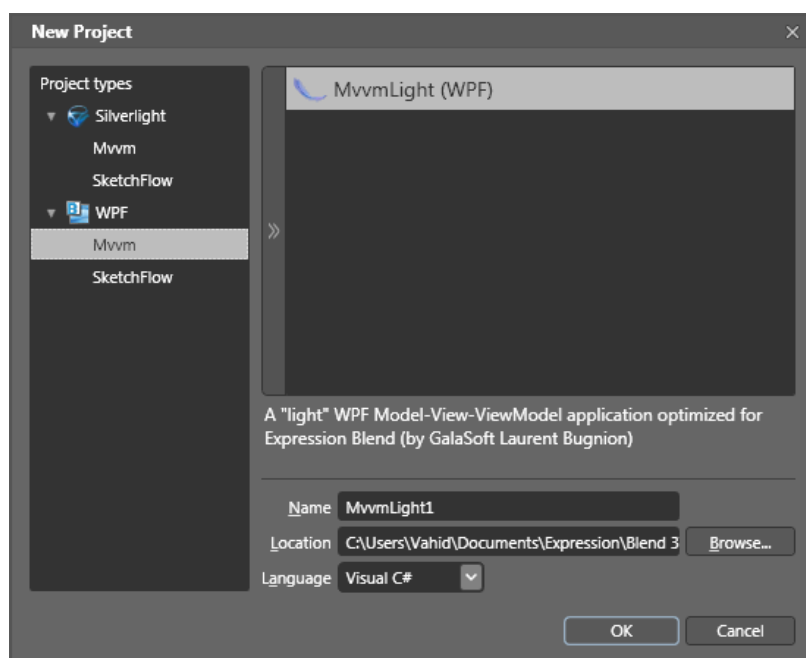 New Project
Project types
Silverlight
Mvvm
SketchFlow
WPF
Mvvm
SketchFlow
MvvmLight (WPF)
A "light" WPF Model-View-ViewModel application optimized for
Expression Blend (by GalaSoft Laurent Bugnion)
Name MvvmLight1
Location C:\Users\Vahid\Documents\Expression\Blend 3 Browse...
Language Visual C#
OK Cancel